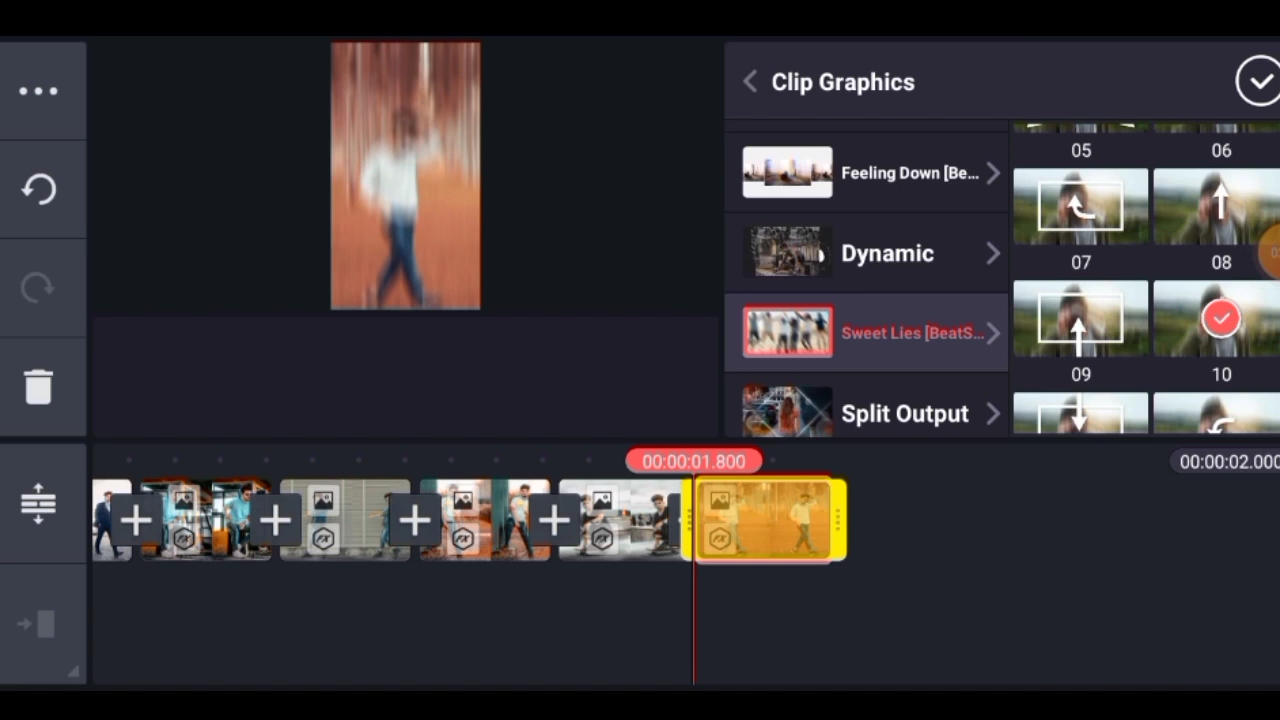 Clip Graphics
Feeling Down [Be...
Dynamic
Sweet Lies [BeatS...
Split Output
05
06
07
08
09
10
00:00:01.800
00:00:02.000